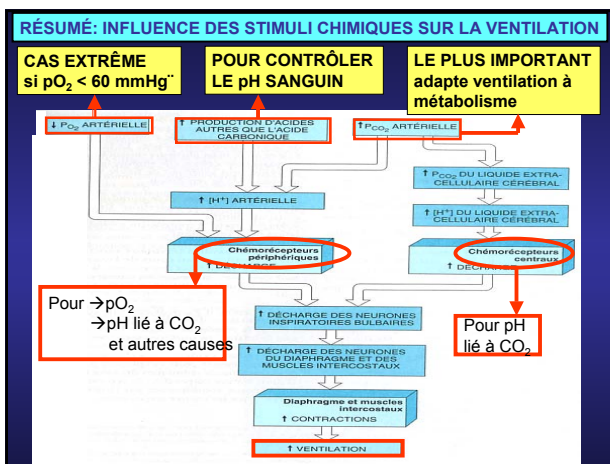 RÉSUMÉ: INFLUENCE DES STIMULI CHIMIQUES SUR LA VENTILATION
CAS EXTRÊME
si pO₂ < 60 mmHg¨
POUR CONTRÔLER
LE pH SANGUIN
LE PLUS IMPORTANT
adapte ventilation à
métabolisme
↓ PO₂ ARTÉRIELLE
↑ PRODUCTION D'ACIDES
AUTRES QUE L'ACIDE
CARBONIQUE
↑PCO₂ ARTÉRIELLE
↑ PCO₂ DU LIQUIDE EXTRA-
CELLULAIRE CÉRÉBRAL
↑ [H⁺] ARTÉRIELLE
↑ [H⁺] DU LIQUIDE EXTRA-
CELLULAIRE CÉRÉBRAL
Chémorécepteurs
périphériques
↑ DÉCHARGE
Chémorécepteurs
centraux
↑ DÉCHARGE
Pour →pO₂
→pH lié à CO₂
et autres causes
↑ DÉCHARGE DES NEURONES
INSPIRATOIRES BULBAIRES
Pour pH
lié à CO₂
↑ DÉCHARGE DES NEURONES
DU DIAPHRAGME ET DES
MUSCLES INTERCOSTAUX
Diaphragme et muscles
intercostaux
↑ CONTRACTIONS
↑ VENTILATION